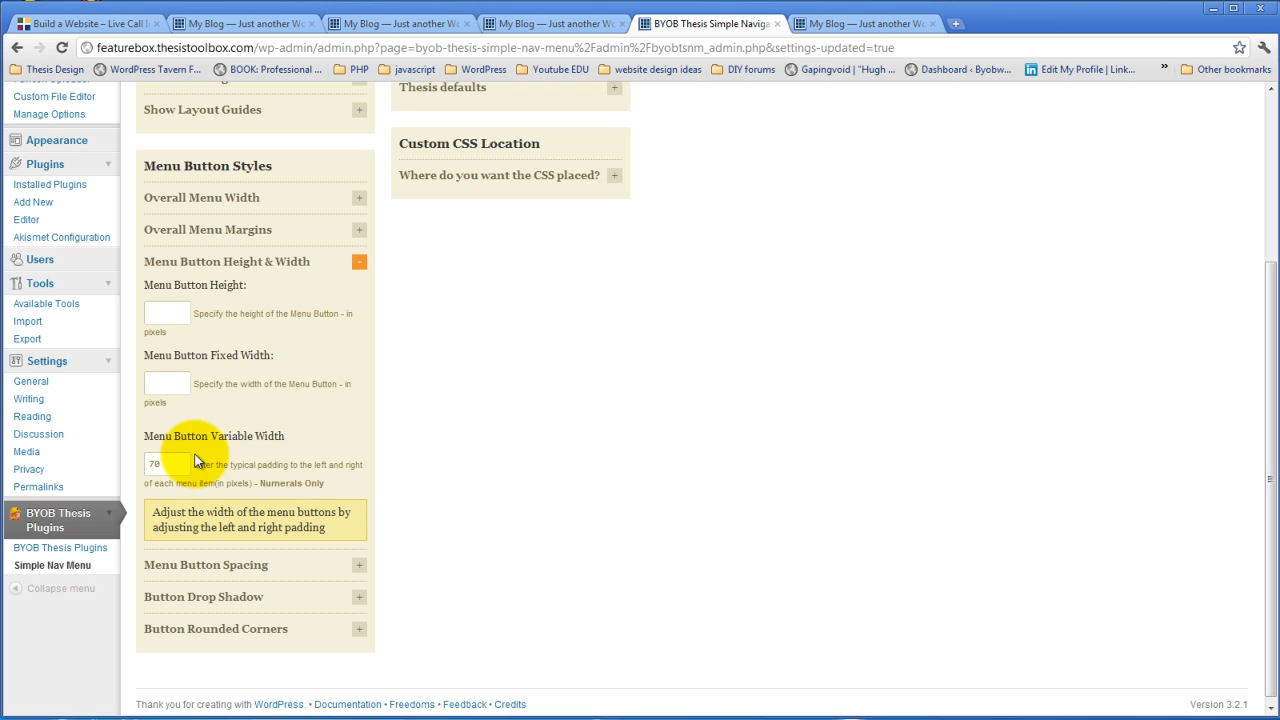 Build a Website – Live Call I
My Blog — Just another Wo
My Blog — Just another Wo
My Blog — Just another Wo
BYOB Thesis Simple Naviga
My Blog — Just another Wo
featurebox.thesistoolbox.com/wp-admin/admin.php?page=byob-thesis-simple-nav-menu%2Fadmin%2Fbyobtsnm_admin.php&settings-updated=true
Thesis Design
WordPress Tavern F...
BOOK: Professional ...
PHP
javascript
WordPress
Youtube EDU
website design ideas
DIY forums
Gapingvoid | "Hugh ...
Dashboard ‹ Byobw...
Edit My Profile | Link...
»
Other bookmarks
Custom File Editor
Manage Options
Appearance
Plugins
Installed Plugins
Add New
Editor
Akismet Configuration
Users
Tools
Available Tools
Import
Export
Settings
General
Writing
Reading
Discussion
Media
Privacy
Permalinks
BYOB Thesis
Plugins
BYOB Thesis Plugins
Simple Nav Menu
Collapse menu
Show Layout Guides +
Menu Button Styles
Overall Menu Width +
Overall Menu Margins +
Menu Button Height & Width -
Menu Button Height:
Specify the height of the Menu Button - in
pixels
Menu Button Fixed Width:
Specify the width of the Menu Button - in
pixels
Menu Button Variable Width
70 the typical padding to the left and right
of each menu item(in pixels) – Numerals Only
Adjust the width of the menu buttons by
adjusting the left and right padding
Menu Button Spacing +
Button Drop Shadow +
Button Rounded Corners +
Thesis defaults +
Custom CSS Location
Where do you want the CSS placed? +
Thank you for creating with WordPress. • Documentation • Freedoms • Feedback • Credits
Version 3.2.1